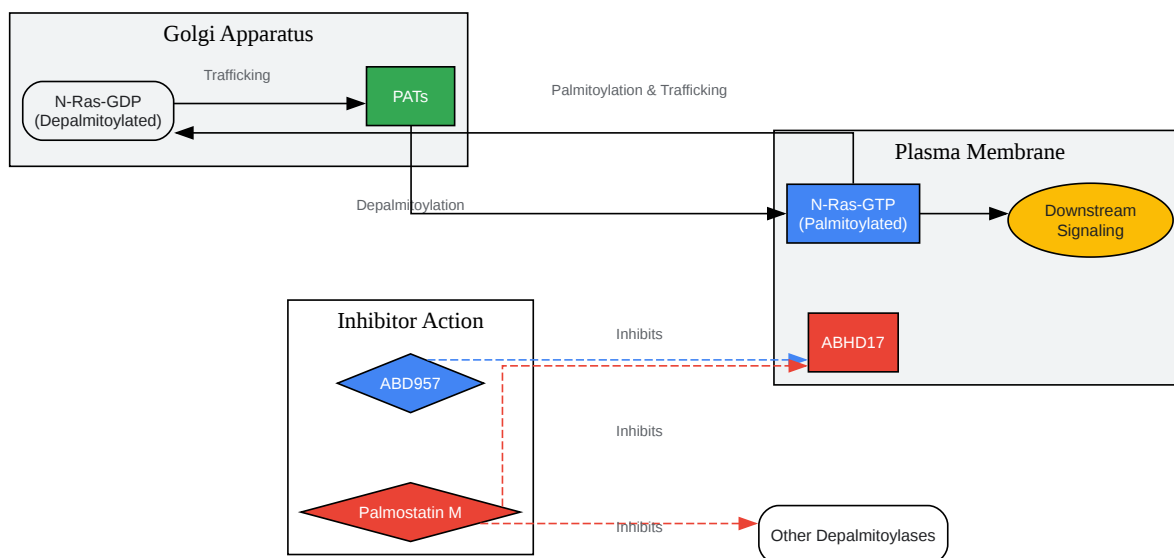 Golgi Apparatus
Trafficking
N-Ras-GDP
(Depalmitoylated)
PATs
Palmitoylation & Trafficking
Plasma Membrane
Depalmitoylation
N-Ras-GTP
(Palmitoylated)
Downstream
Signaling
Inhibitor Action
Inhibits
ABHD17
ABD957
Inhibits
Palmostatin M
Inhibits
Other Depalmitoylases